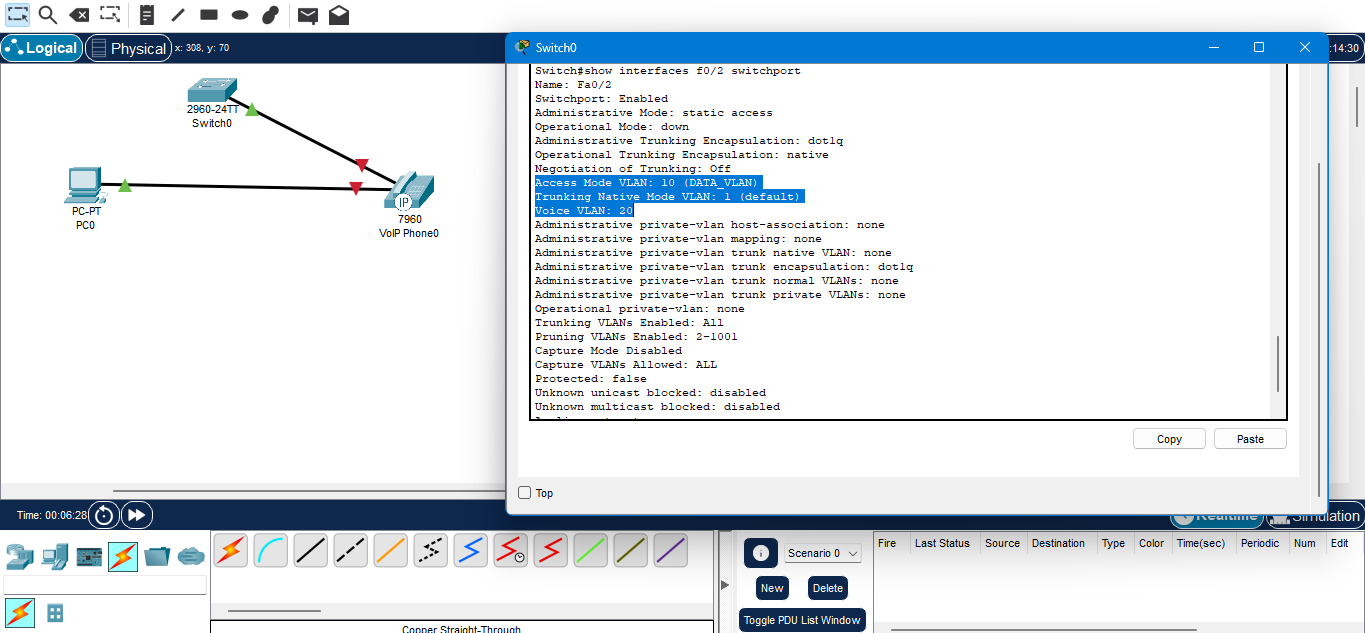 Logical
Physical
x: 308, y: 70
Switch0
:14:30
2960-24TT
Switch0
PC-PT
PC0
IP
7960
VoIP Phone0
Switch#show interfaces f0/2 switchport
Name: Fa0/2
Switchport: Enabled
Administrative Mode: static access
Operational Mode: down
Administrative Trunking Encapsulation: dot1q
Operational Trunking Encapsulation: native
Negotiation of Trunking: Off
Access Mode VLAN: 10 (DATA_VLAN)
Trunking Native Mode VLAN: 1 (default)
Voice VLAN: 20
Administrative private-vlan host-association: none
Administrative private-vlan mapping: none
Administrative private-vlan trunk native VLAN: none
Administrative private-vlan trunk encapsulation: dot1q
Administrative private-vlan trunk normal VLANs: none
Administrative private-vlan trunk private VLANs: none
Operational private-vlan: none
Trunking VLANs Enabled: All
Pruning VLANs Enabled: 2-1001
Capture Mode Disabled
Capture VLANs Allowed: ALL
Protected: false
Unknown unicast blocked: disabled
Unknown multicast blocked: disabled
Copy
Paste
Top
Time: 00:06:28
Realtime
Simulation
Scenario 0
New
Delete
Toggle PDU List Window
Fire Last Status Source Destination Type Color Time(sec) Periodic Num Edit
Copper Straight-Through